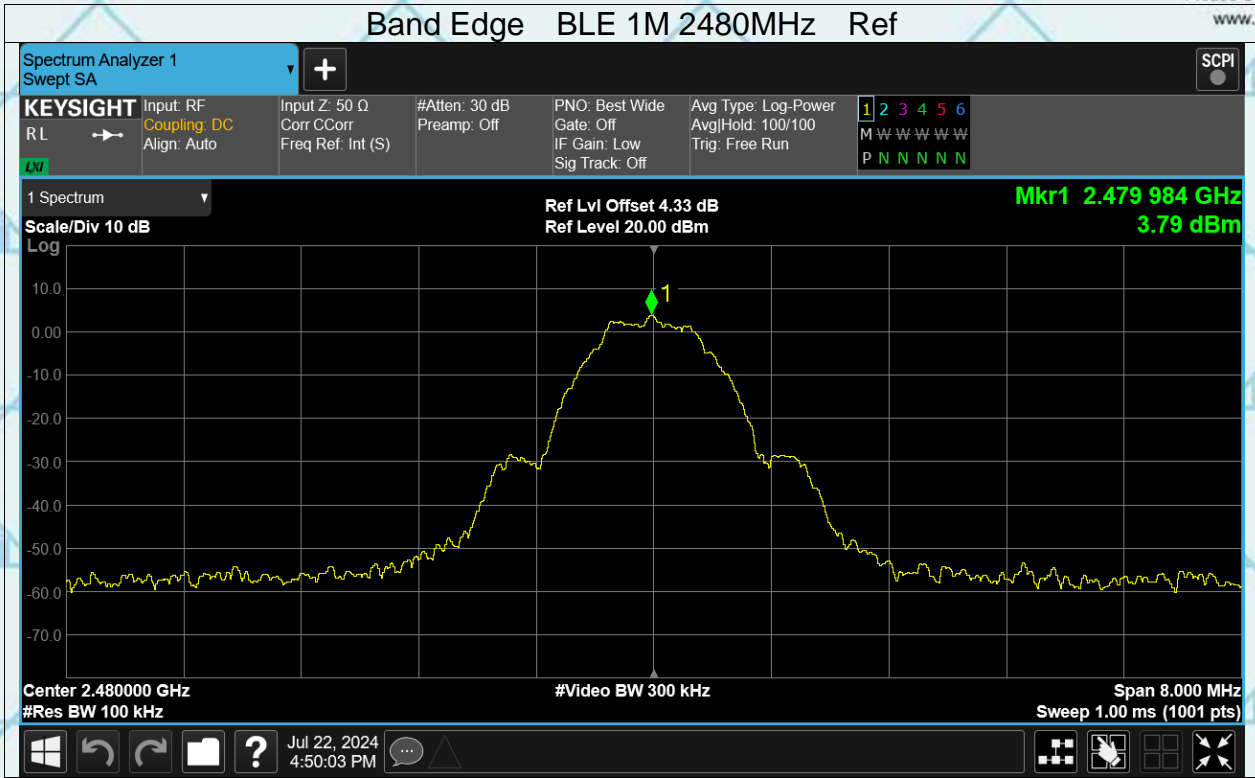 www.
Band Edge BLE 1M 2480MHz Ref
Spectrum Analyzer 1
Swept SA
SCPI
KEYSIGHT
R L
LXI
Input: RF
Coupling: DC
Align: Auto
Input Z: 50 Ω
Corr CCorr
Freq Ref: Int (S)
#Atten: 30 dB
Preamp: Off
PNO: Best Wide
Gate: Off
IF Gain: Low
Sig Track: Off
Avg Type: Log-Power
Avg|Hold: 100/100
Trig: Free Run
1 2 3 4 5 6
M W W W W W W
P N N N N N
1 Spectrum
Scale/Div 10 dB
Log
Ref Lvl Offset 4.33 dB
Ref Level 20.00 dBm
Mkr1 2.479 984 GHz
3.79 dBm
1
10.0
0.00
-10.0
-20.0
-30.0
-40.0
-50.0
-60.0
-70.0
Center 2.480000 GHz
#Video BW 300 kHz
Span 8.000 MHz
#Res BW 100 kHz
Sweep 1.00 ms (1001 pts)
?
Jul 22, 2024
4:50:03 PM